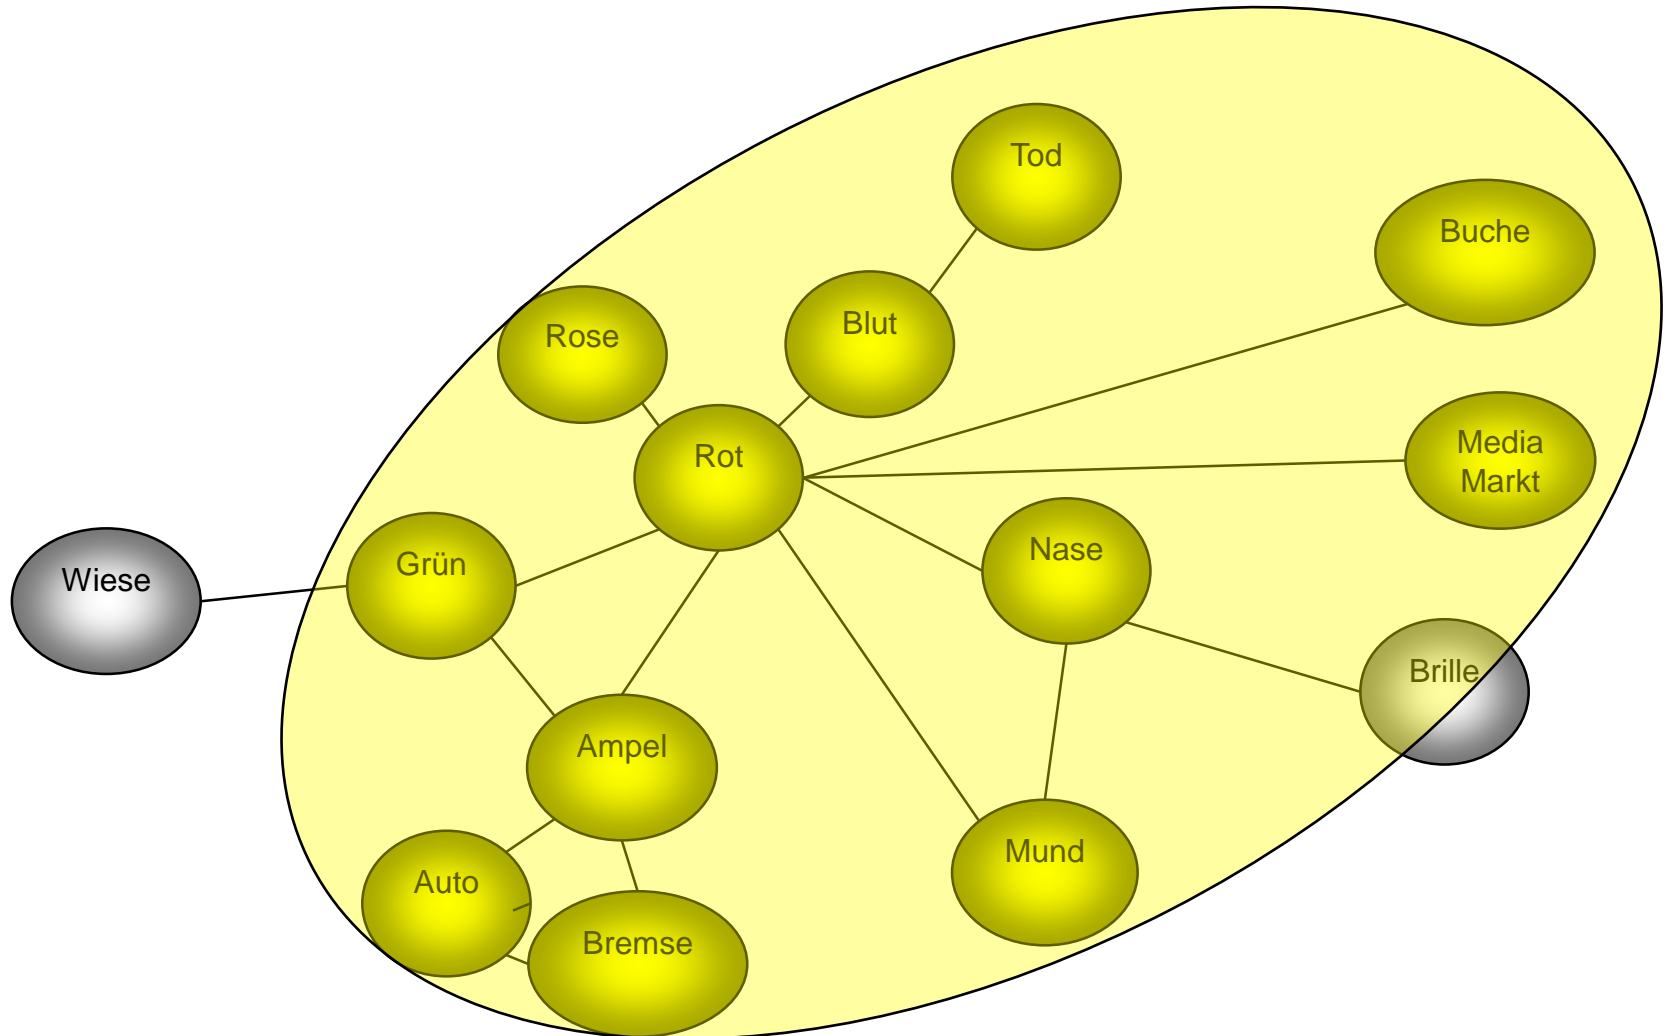 Tod
Buche
Blut
Rose
Rot
Media
Markt
Nase
Grün
Wiese
Brille
Ampel
Mund
Auto
Bremse